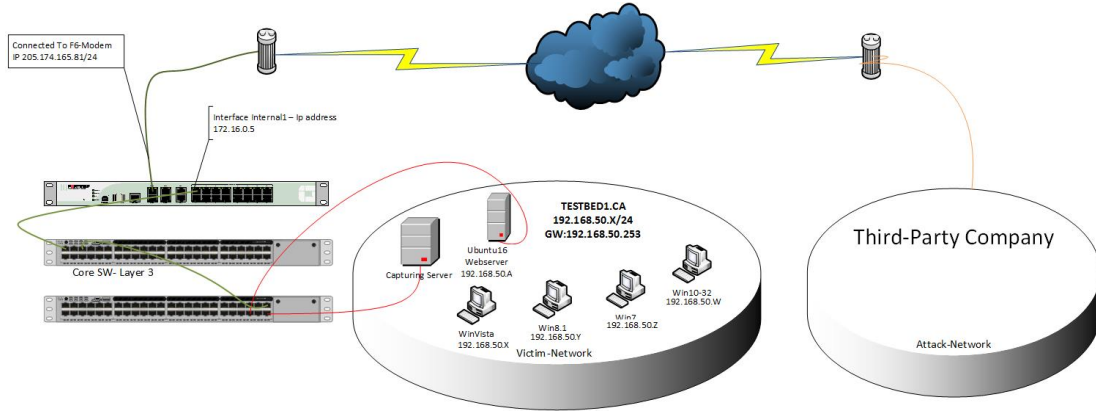 Connected To F6-Modem
IP 205.174.165.81/24
Interface Internal1 – Ip address
172.16.0.5
Core SW- Layer 3
TESTBED1.CA
192.168.50.X/24
GW:192.168.50.253
Capturing Server
Ubuntu16
Webserver
192.168.50.A
WinVista
192.168.50.X
Win8.1
192.168.50.Y
Win7
192.168.50.Z
Win10-32
192.168.50.W
Victim-Network
Third-Party Company
Attack-Network